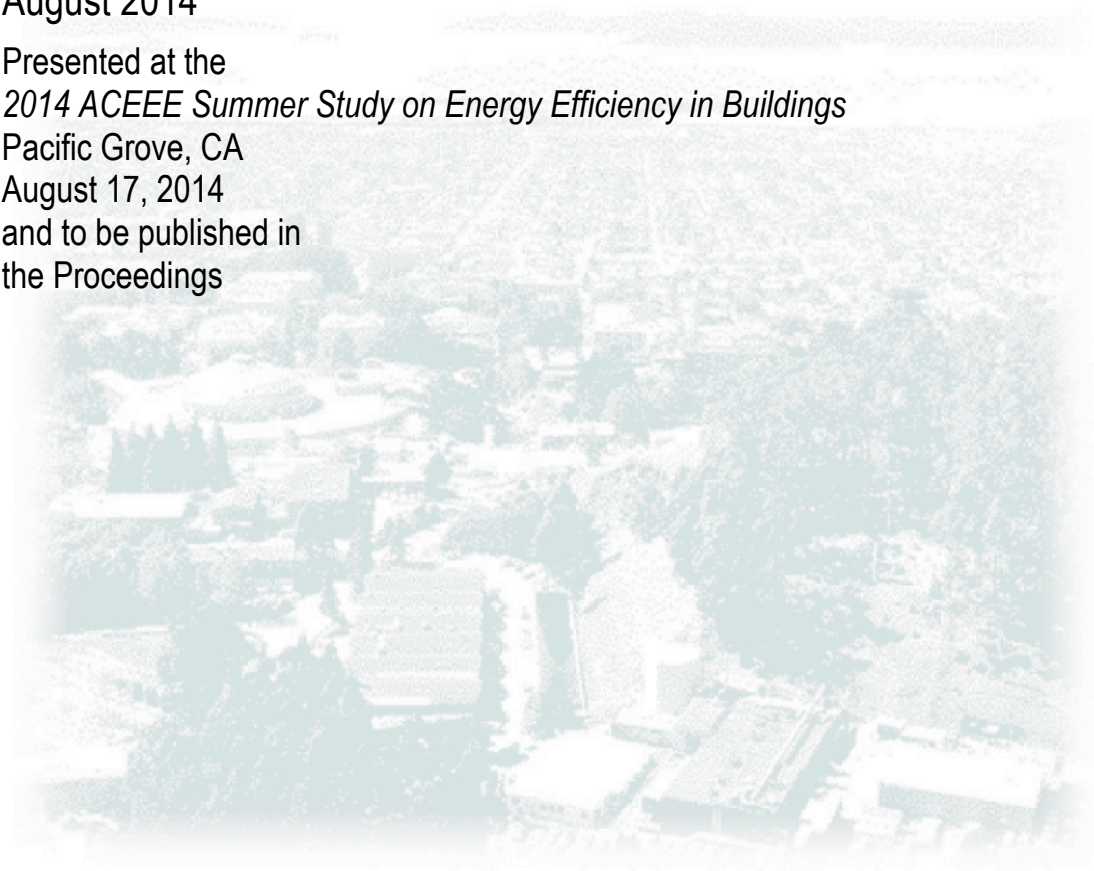 August 2014
Presented at the
2014 ACEEE Summer Study on Energy Efficiency in Buildings
Pacific Grove, CA
August 17, 2014
and to be published in
the Proceedings